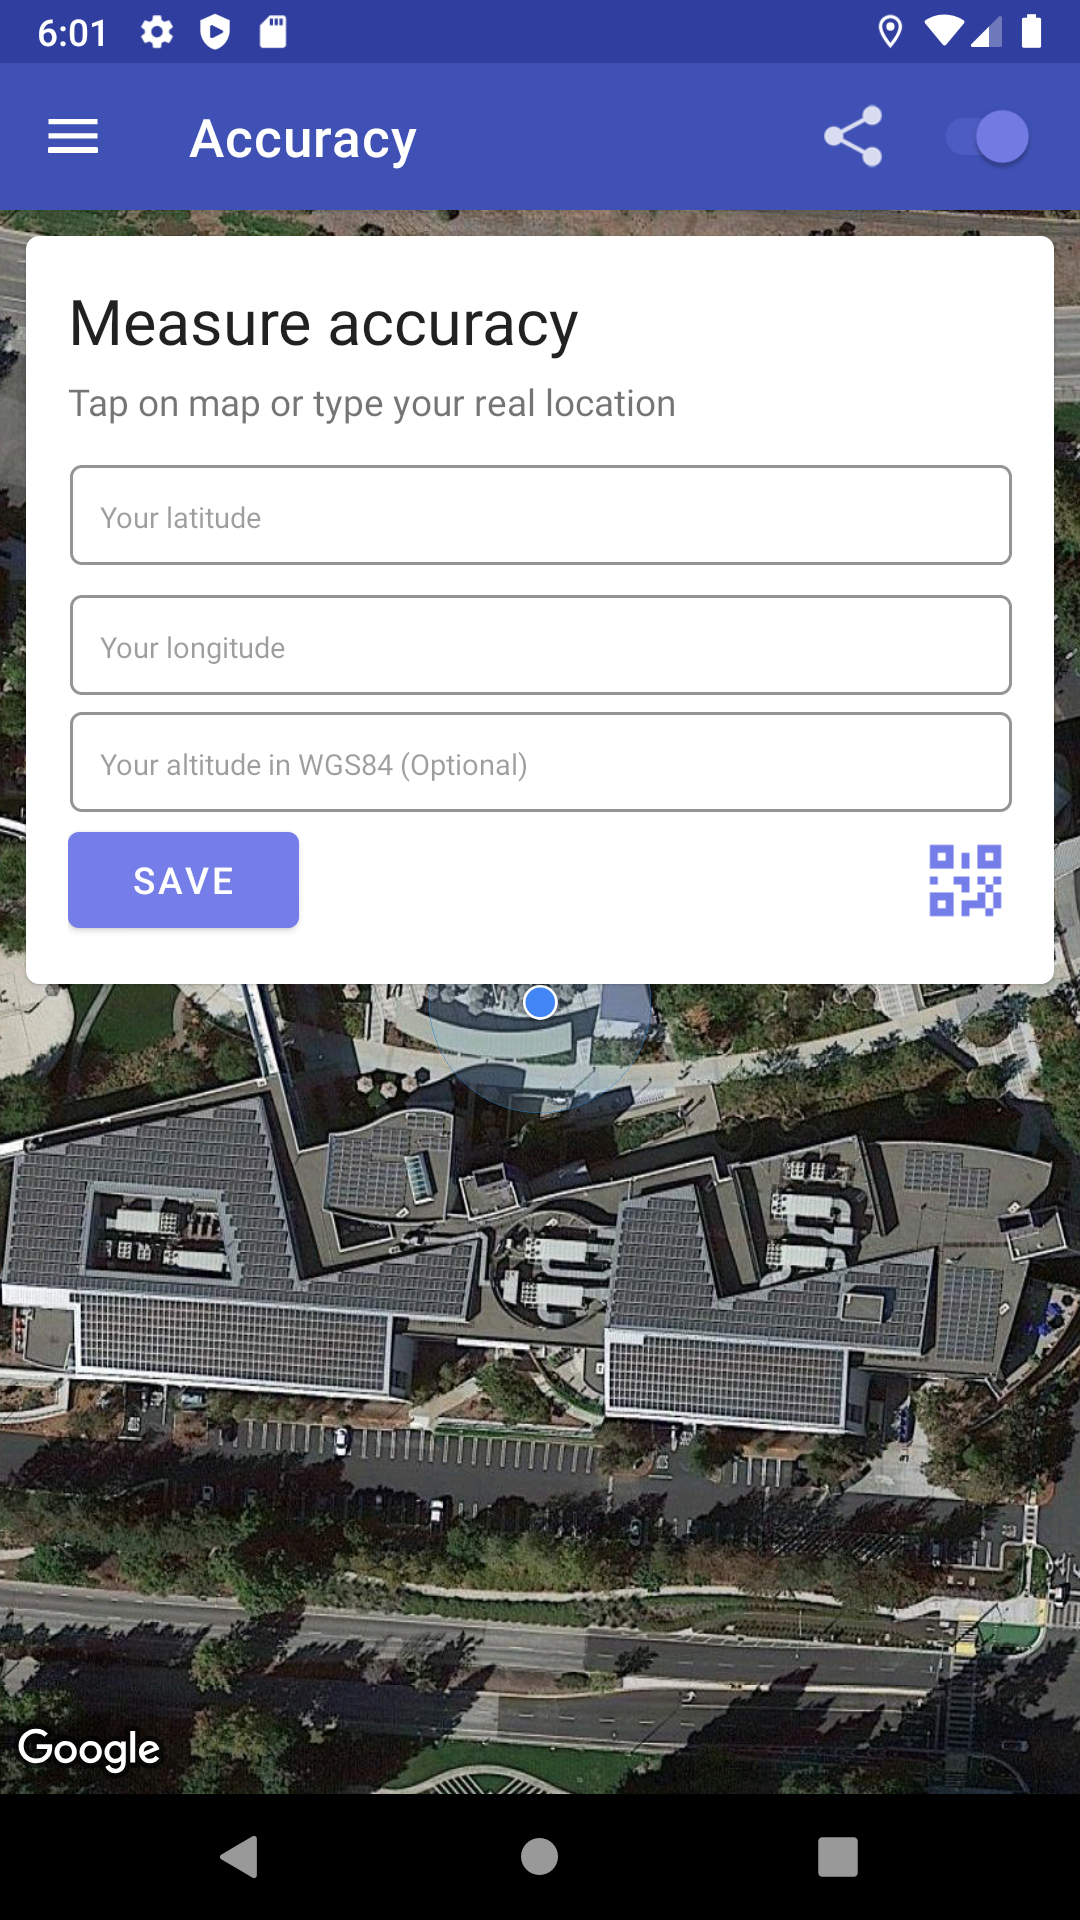 6:01
Accuracy
Measure accuracy
Tap on map or type your real location
Your latitude
Your longitude
Your altitude in WGS84 (Optional)
SAVE
Google